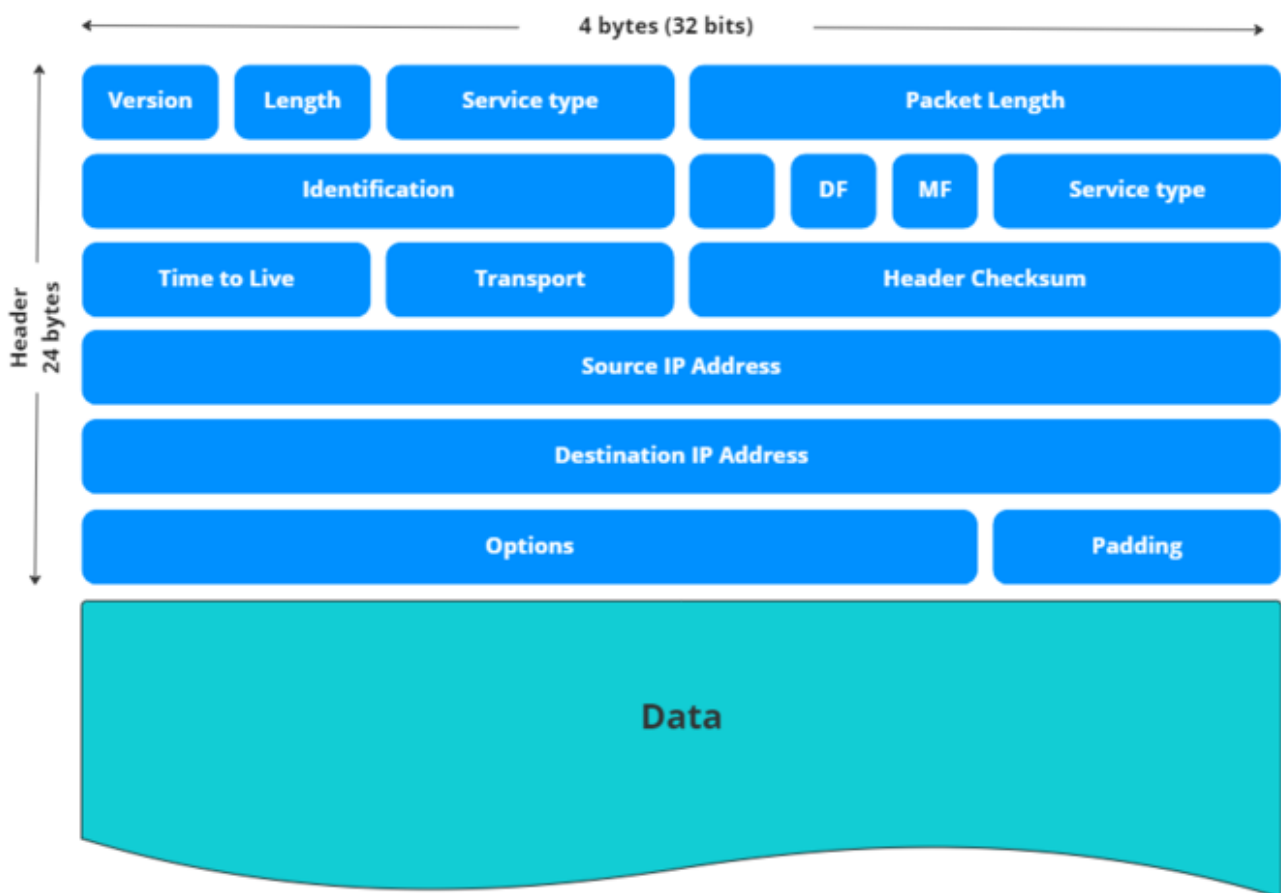 4 bytes (32 bits)
Header
24 bytes
Version
Length
Service type
Packet Length
Identification
DF
MF
Service type
Time to Live
Transport
Header Checksum
Source IP Address
Destination IP Address
Options
Padding
Data